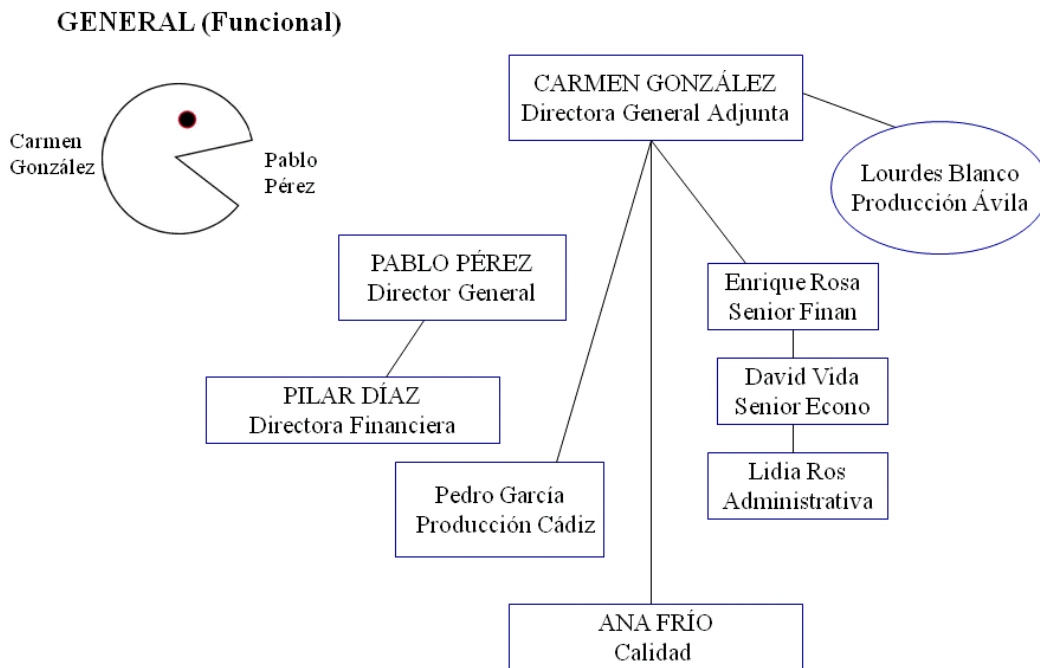 GENERAL (Funcional)
Carmen
González
Pablo
Pérez
CARMEN GONZÁLEZ
Directora General Adjunta
Lourdes Blanco
Producción Ávila
PABLO PÉREZ
Director General
Enrique Rosa
Senior Finan
PILAR DÍAZ
Directora Financiera
David Vida
Senior Econo
Pedro García
Producción Cádiz
Lidia Ros
Administrativa
ANA FRÍO
Calidad